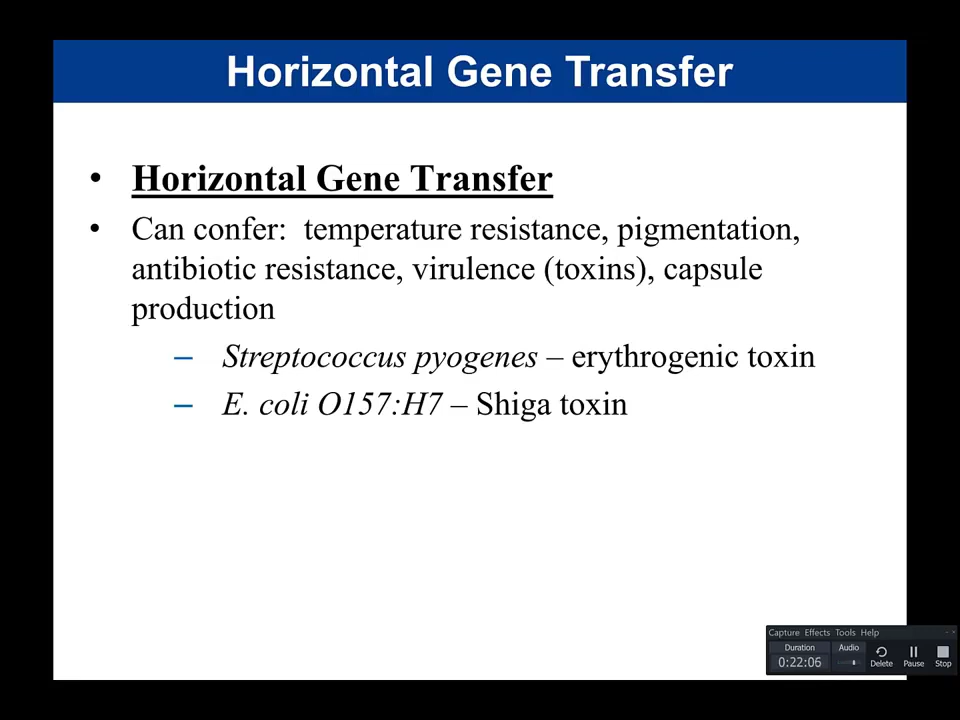 Horizontal Gene Transfer
• Horizontal Gene Transfer
• Can confer:  temperature resistance, pigmentation,
antibiotic resistance, virulence (toxins), capsule
production
– Streptococcus pyogenes – erythrogenic toxin
– E. coli O157:H7 – Shiga toxin
Capture Effects Tools Help
Duration Audio
0:22:06
Delete Pause Stop